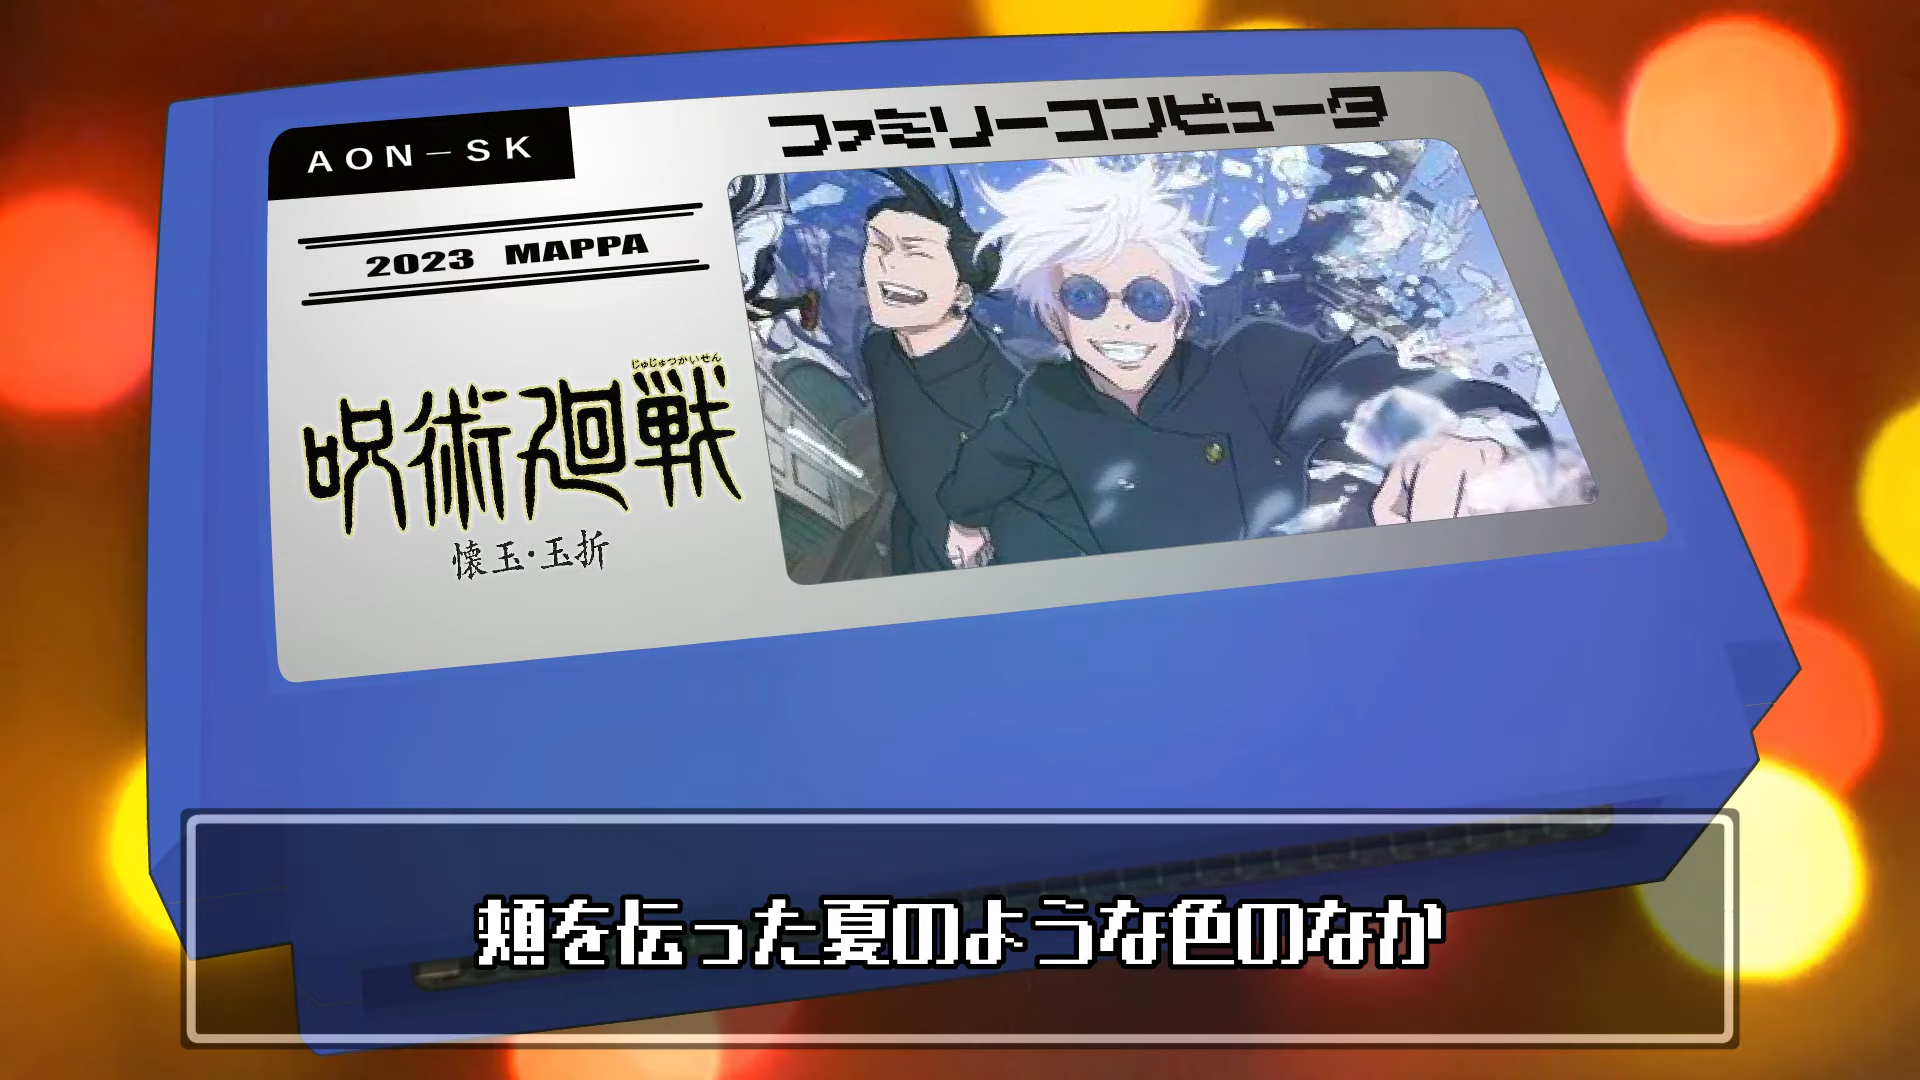 AON-SK
ファミリーコンピュータ
2023 MAPPA
じゅじゅつかいせん
呪術廻戦
懐玉・玉折
頬を伝った夏のような色のなか